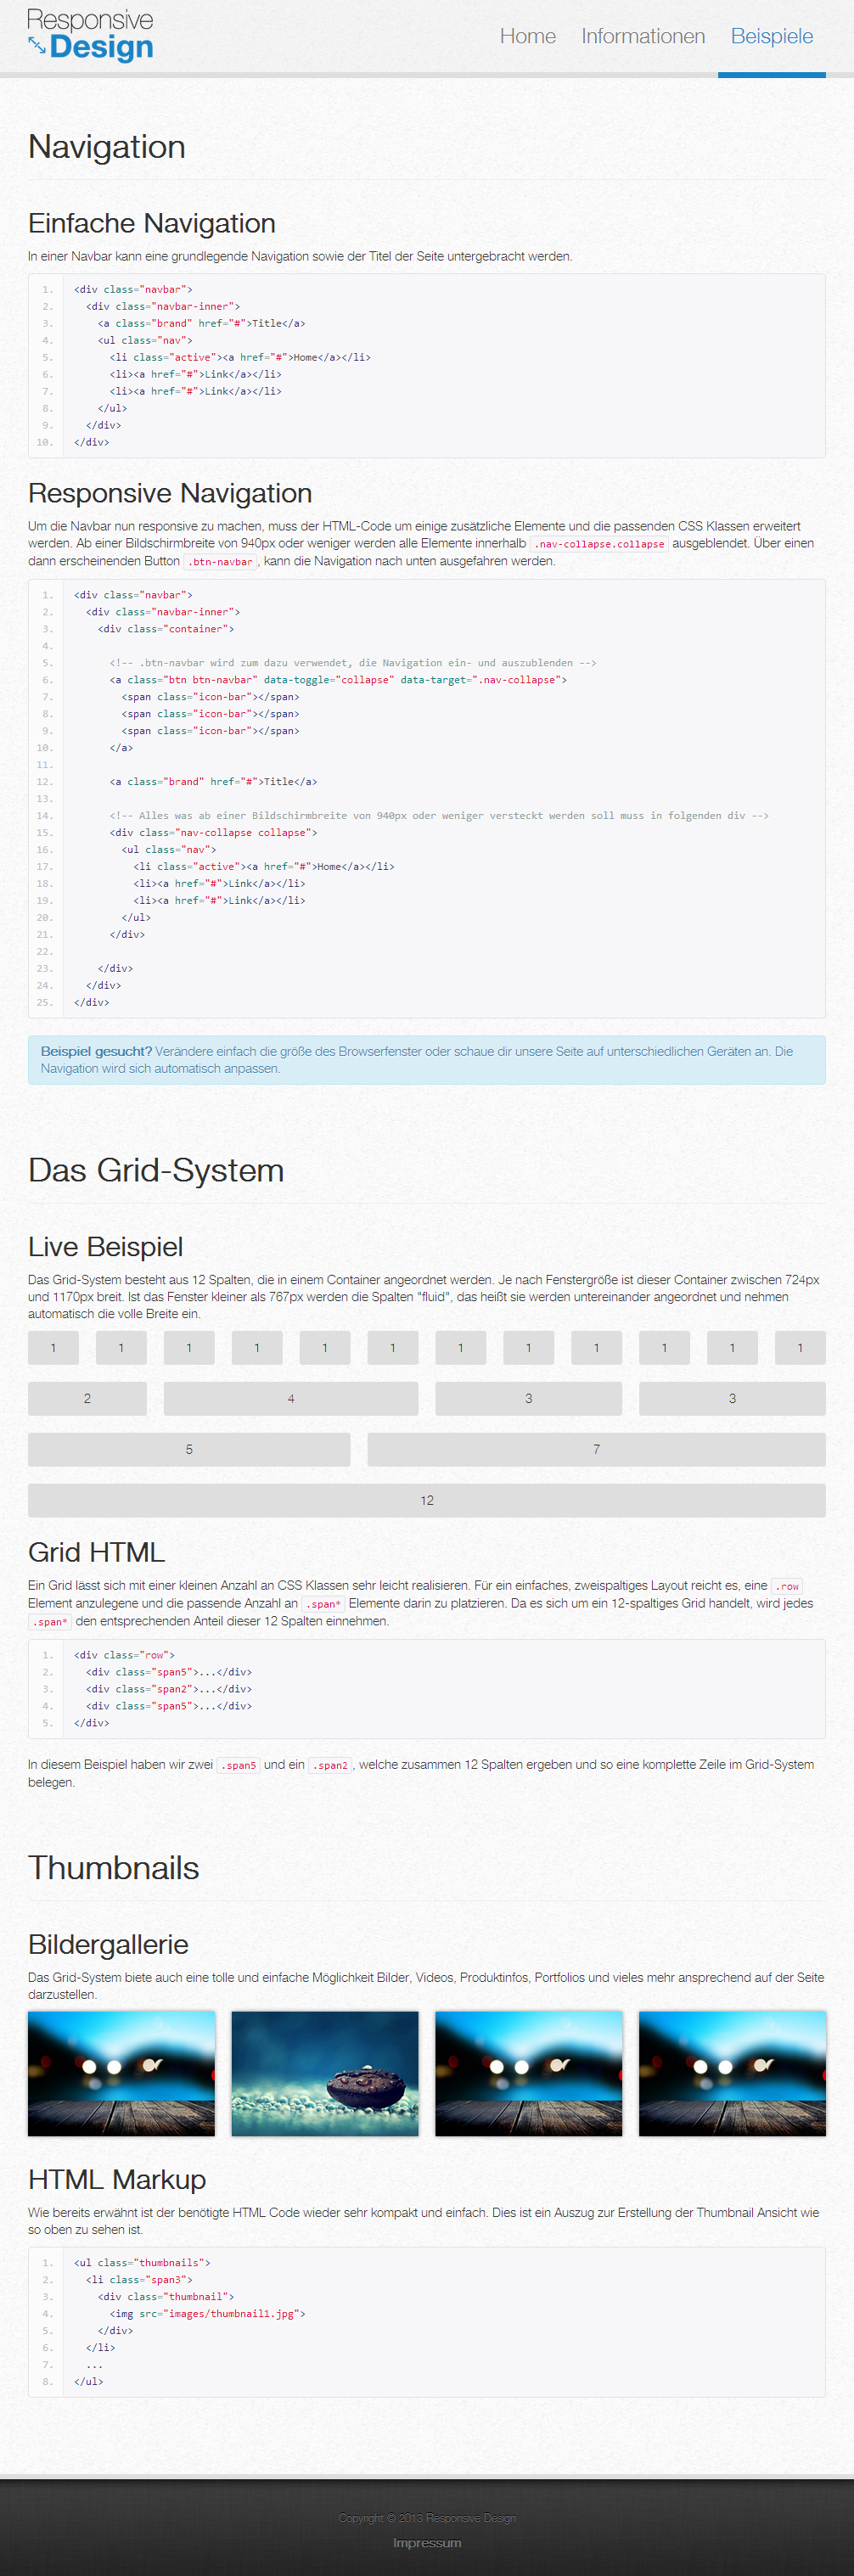 Responsive
Design
Home Informationen Beispiele
Navigation
Einfache Navigation
In einer Navbar kann eine grundlegende Navigation sowie der Titel der Seite untergebracht werden.
1. <div class="navbar">
2.   <div class="navbar-inner">
3.     <a class="brand" href="#">Title</a>
4.     <ul class="nav">
5.       <li class="active"><a href="#">Home</a></li>
6.       <li><a href="#">Link</a></li>
7.       <li><a href="#">Link</a></li>
8.     </ul>
9.   </div>
10. </div>
Responsive Navigation
Um die Navbar nun responsive zu machen, muss der HTML-Code um einige zusätzliche Elemente und die passenden CSS Klassen erweitert
werden. Ab einer Bildschirmbreite von 940px oder weniger werden alle Elemente innerhalb .nav-collapse.collapse ausgeblendet. Über einen
dann erscheinenden Button .btn-navbar, kann die Navigation nach unten ausgefahren werden.
1. <div class="navbar">
2.   <div class="navbar-inner">
3.     <div class="container">
4.
5.       <!-- .btn-navbar wird zum dazu verwendet, die Navigation ein- und auszublenden -->
6.       <a class="btn btn-navbar" data-toggle="collapse" data-target=".nav-collapse">
7.         <span class="icon-bar"></span>
8.         <span class="icon-bar"></span>
9.         <span class="icon-bar"></span>
10.       </a>
11.
12.       <a class="brand" href="#">Title</a>
13.
14.       <!-- Alles was ab einer Bildschirmbreite von 940px oder weniger versteckt werden soll muss in folgenden div -->
15.       <div class="nav-collapse collapse">
16.         <ul class="nav">
17.           <li class="active"><a href="#">Home</a></li>
18.           <li><a href="#">Link</a></li>
19.           <li><a href="#">Link</a></li>
20.         </ul>
21.       </div>
22.
23.     </div>
24.   </div>
25. </div>
Beispiel gesucht? Verändere einfach die größe des Browserfenster oder schaue dir unsere Seite auf unterschiedlichen Geräten an. Die
Navigation wird sich automatisch anpassen.
Das Grid-System
Live Beispiel
Das Grid-System besteht aus 12 Spalten, die in einem Container angeordnet werden. Je nach Fenstergröße ist dieser Container zwischen 724px
und 1170px breit. Ist das Fenster kleiner als 767px werden die Spalten "fluid", das heißt sie werden untereinander angeordnet und nehmen
automatisch die volle Breite ein.
1 1 1 1 1 1 1 1 1 1 1 1
2 4 3 3
5 7
12
Grid HTML
Ein Grid lässt sich mit einer kleinen Anzahl an CSS Klassen sehr leicht realisieren. Für ein einfaches, zweispaltiges Layout reicht es, eine .row
Element anzulegene und die passende Anzahl an .span* Elemente darin zu platzieren. Da es sich um ein 12-spaltiges Grid handelt, wird jedes
.span* den entsprechenden Anteil dieser 12 Spalten einnehmen.
1. <div class="row">
2.   <div class="span5">...</div>
3.   <div class="span2">...</div>
4.   <div class="span5">...</div>
5. </div>
In diesem Beispiel haben wir zwei .span5 und ein .span2, welche zusammen 12 Spalten ergeben und so eine komplette Zeile im Grid-System
belegen.
Thumbnails
Bildergallerie
Das Grid-System biete auch eine tolle und einfache Möglichkeit Bilder, Videos, Produktinfos, Portfolios und vieles mehr ansprechend auf der Seite
darzustellen.
HTML Markup
Wie bereits erwähnt ist der benötigte HTML Code wieder sehr kompakt und einfach. Dies ist ein Auszug zur Erstellung der Thumbnail Ansicht wie
so oben zu sehen ist.
1. <ul class="thumbnails">
2.   <li class="span3">
3.     <div class="thumbnail">
4.       <img src="images/thumbnail1.jpg">
5.     </div>
6.   </li>
7.   ...
8. </ul>
Copyright © 2013 Responsive Design
Impressum